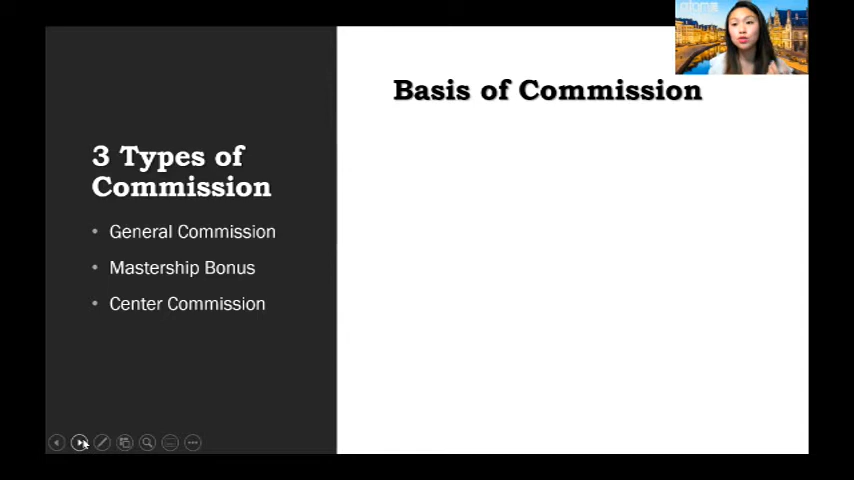 Basis of Commission
3 Types of
Commission
• General Commission
• Mastership Bonus
• Center Commission